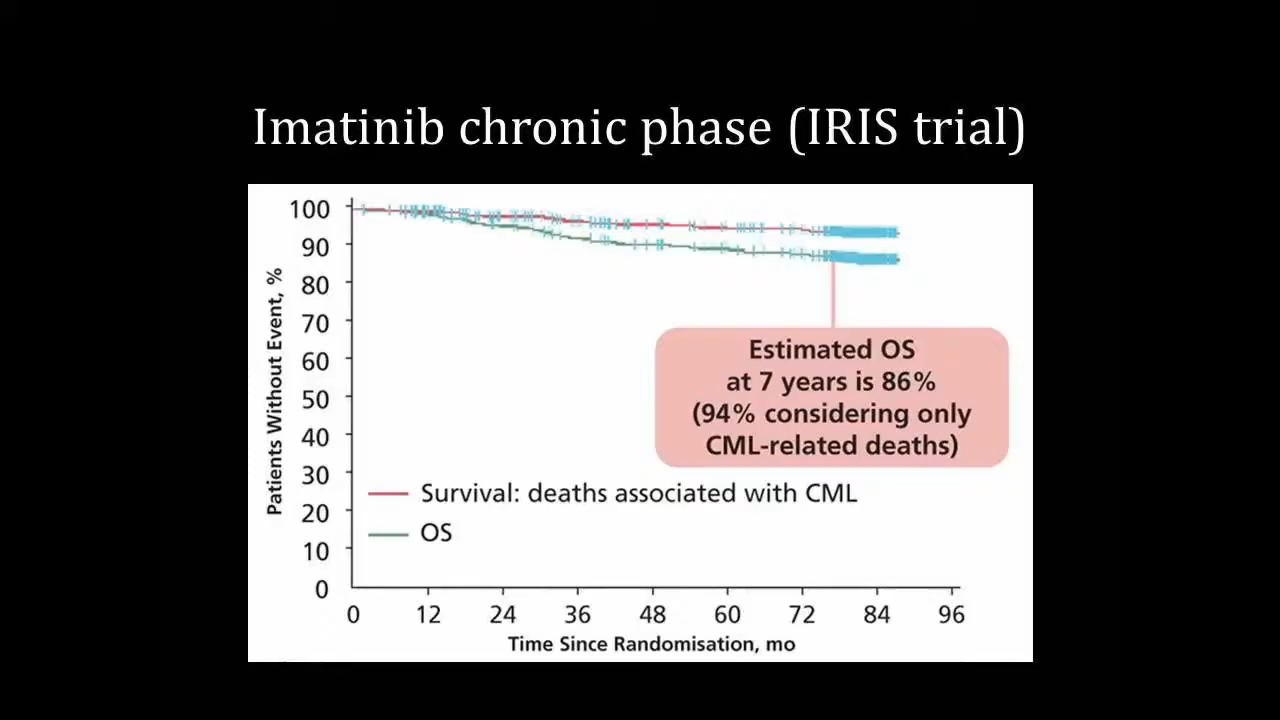 Imatinib chronic phase (IRIS trial)
Patients Without Event, %
100
90
80
70
60
50
40
30
20
10
0
Estimated OS
at 7 years is 86%
(94% considering only
CML-related deaths)
Survival: deaths associated with CML
OS
0 12 24 36 48 60 72 84 96
Time Since Randomisation, mo